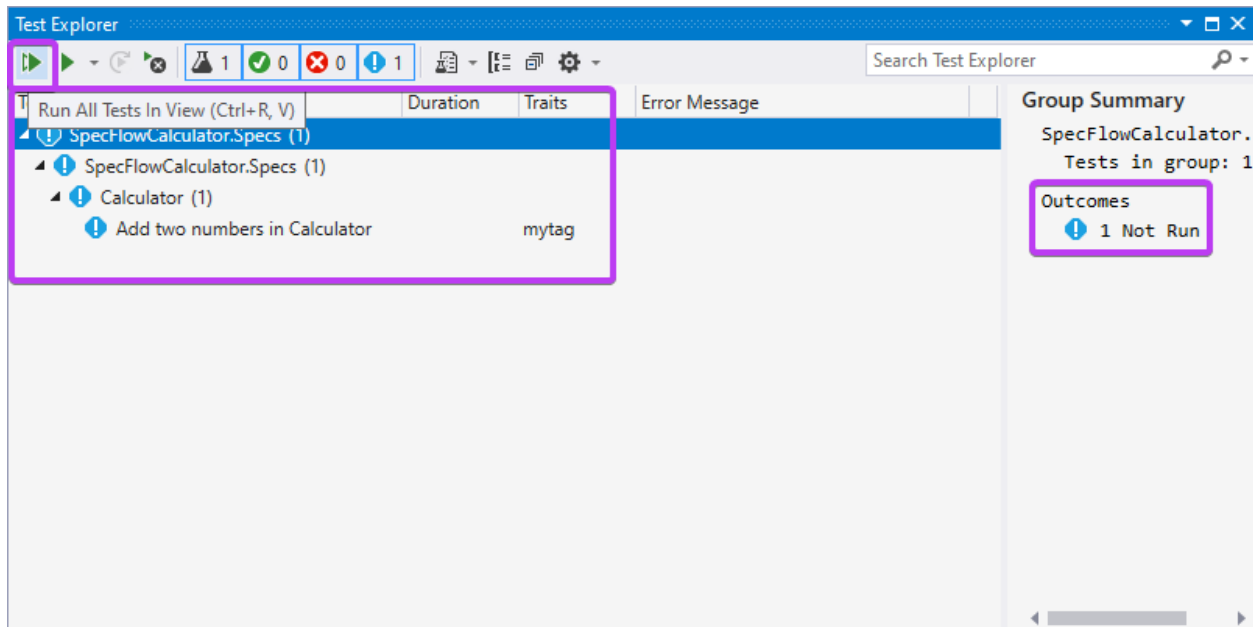 Test Explorer
1 0 0 1
Search Test Explorer
T
Run All Tests In View (Ctrl+R, V)
Duration Traits Error Message
SpecFlowCalculator.Specs (1)
SpecFlowCalculator.Specs (1)
Calculator (1)
Add two numbers in Calculator mytag
Group Summary
SpecFlowCalculator.
Tests in group: 1
Outcomes
1 Not Run